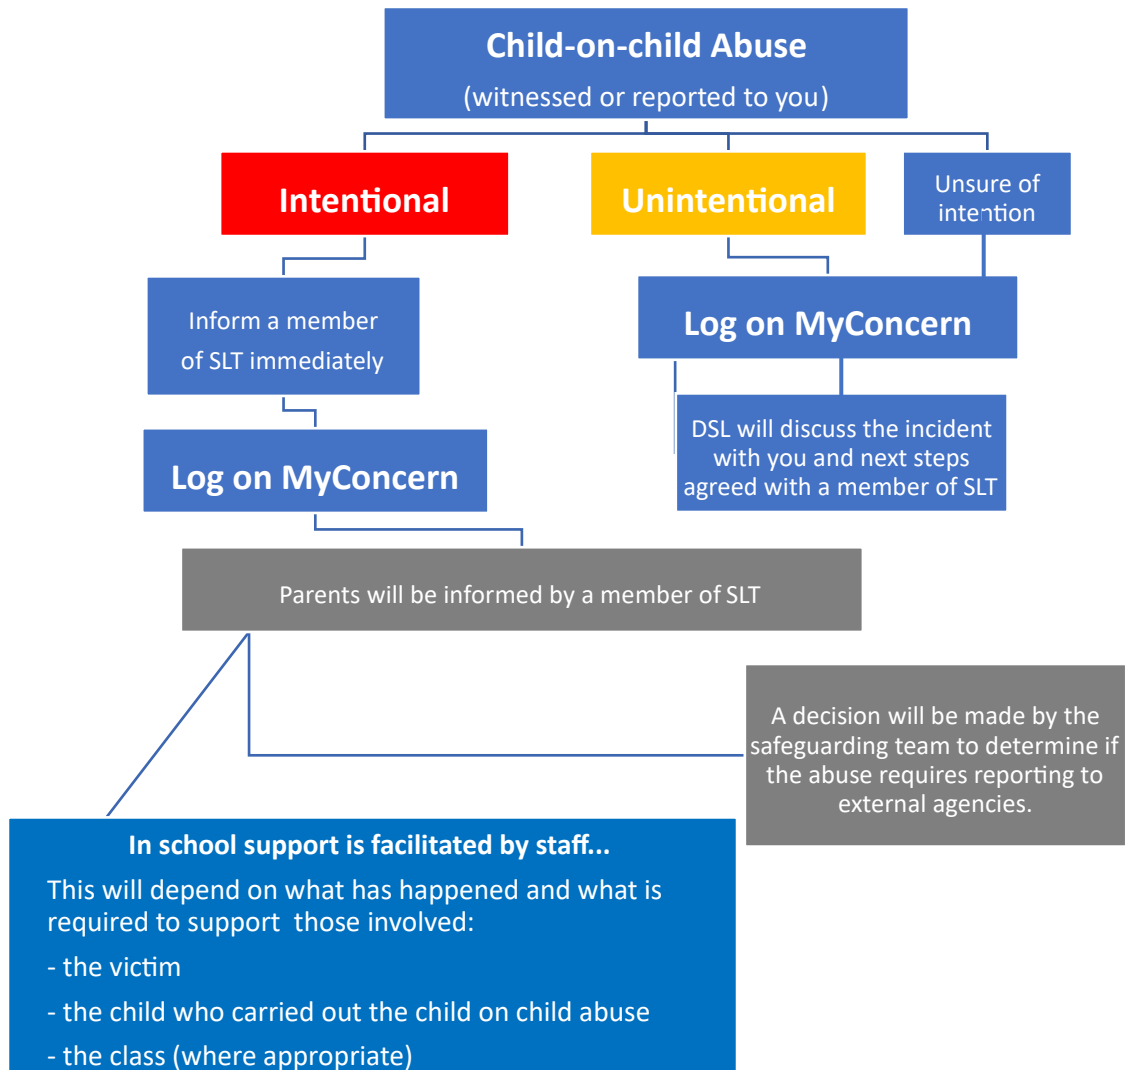 Child-on-child Abuse
(witnessed or reported to you)
Intentional
Unintentional
Unsure of
intention
Inform a member
of SLT immediately
Log on MyConcern
Log on MyConcern
DSL will discuss the incident
with you and next steps
agreed with a member of SLT
Parents will be informed by a member of SLT
A decision will be made by the
safeguarding team to determine if
the abuse requires reporting to
external agencies.
In school support is facilitated by staff...
This will depend on what has happened and what is
required to support those involved:
- the victim
- the child who carried out the child on child abuse
- the class (where appropriate)